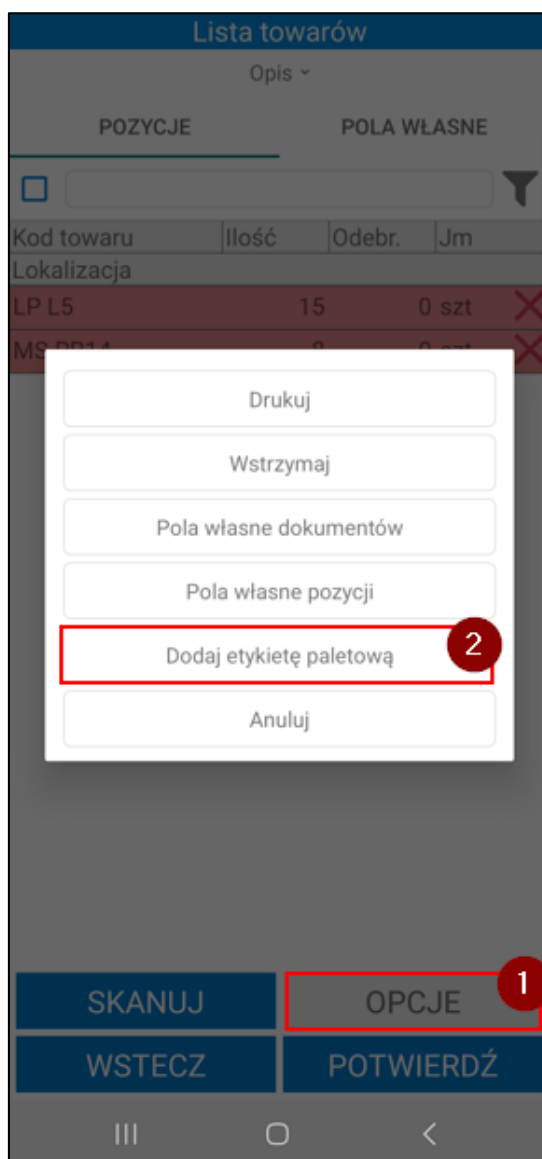 Lista towarów
Opis
POZYCJE POLA WŁASNE
Kod towaru Ilość Odebr. Jm
Lokalizacja
LP L5 15 0 szt
MS
Drukuj
Wstrzymaj
Pola własne dokumentów
Pola własne pozycji
Dodaj etykietę paletową 2
Anuluj
SKANUJ OPCJE 1
WSTECZ POTWIERDŹ